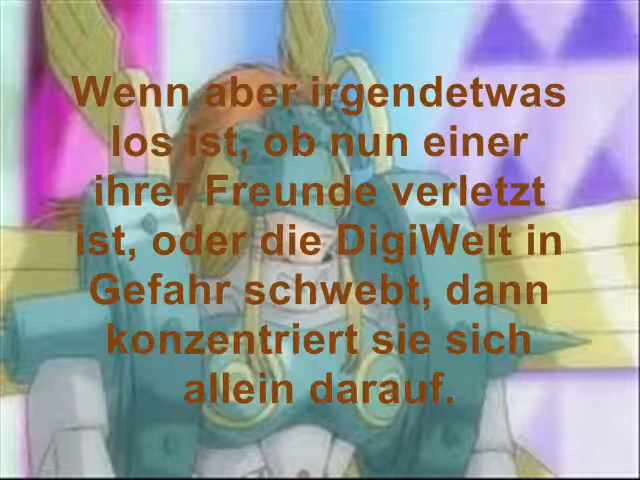 Wenn aber irgendetwas
los ist, ob nun einer
ihrer Freunde verletzt
ist, oder die DigiWelt in
Gefahr schwebt, dann
konzentriert sie sich
allein darauf.